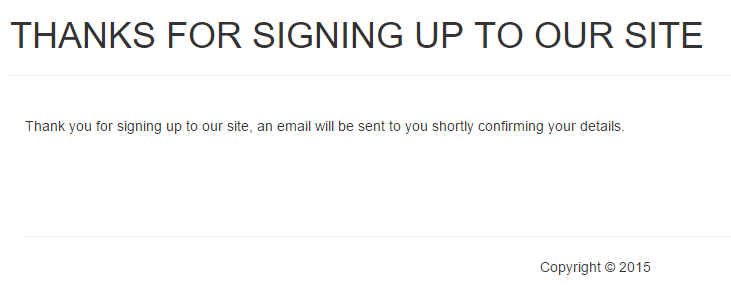 THANKS FOR SIGNING UP TO OUR SITE
Thank you for signing up to our site, an email will be sent to you shortly confirming your details.
Copyright © 2015